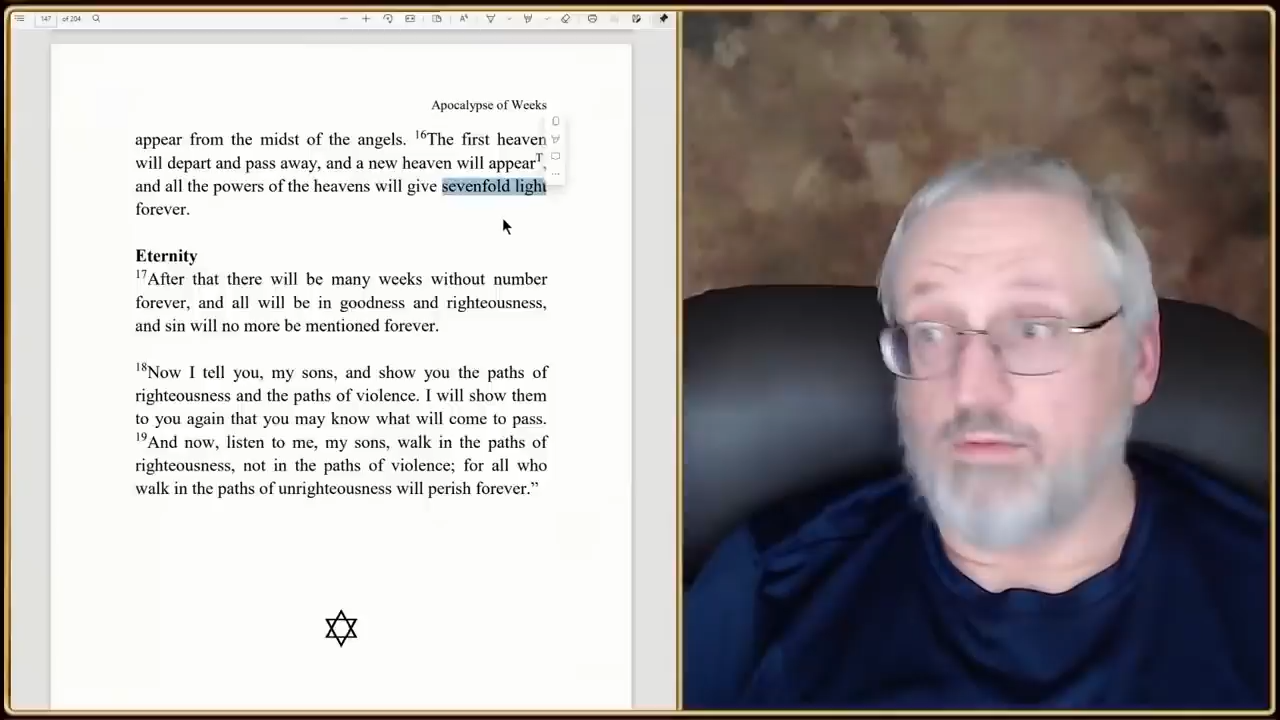 147 of 204
Apocalypse of Weeks
appear from the midst of the angels. ¹⁶The first heaven
will depart and pass away, and a new heaven will appearᵀ,
and all the powers of the heavens will give sevenfold light
forever.
Eternity
¹⁷After that there will be many weeks without number
forever, and all will be in goodness and righteousness,
and sin will no more be mentioned forever.
¹⁸Now I tell you, my sons, and show you the paths of
righteousness and the paths of violence. I will show them
to you again that you may know what will come to pass.
¹⁹And now, listen to me, my sons, walk in the paths of
righteousness, not in the paths of violence; for all who
walk in the paths of unrighteousness will perish forever.”